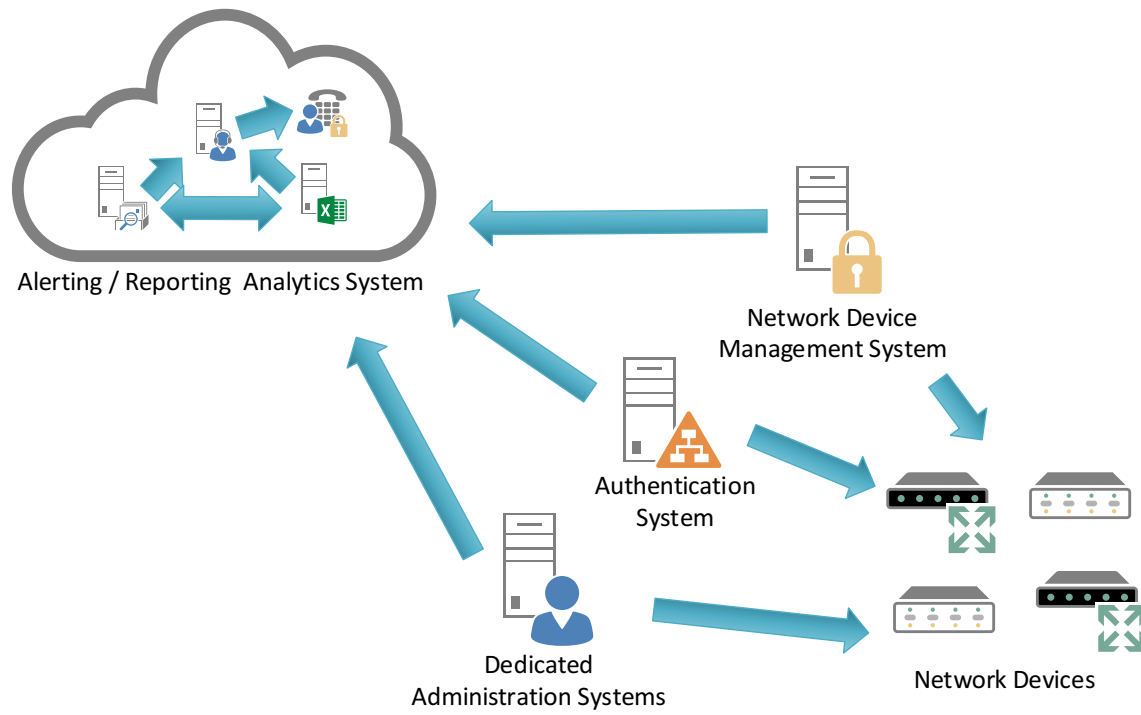 Alerting / Reporting Analytics System
Network Device
Management System
Authentication
System
Dedicated
Administration Systems
Network Devices
X